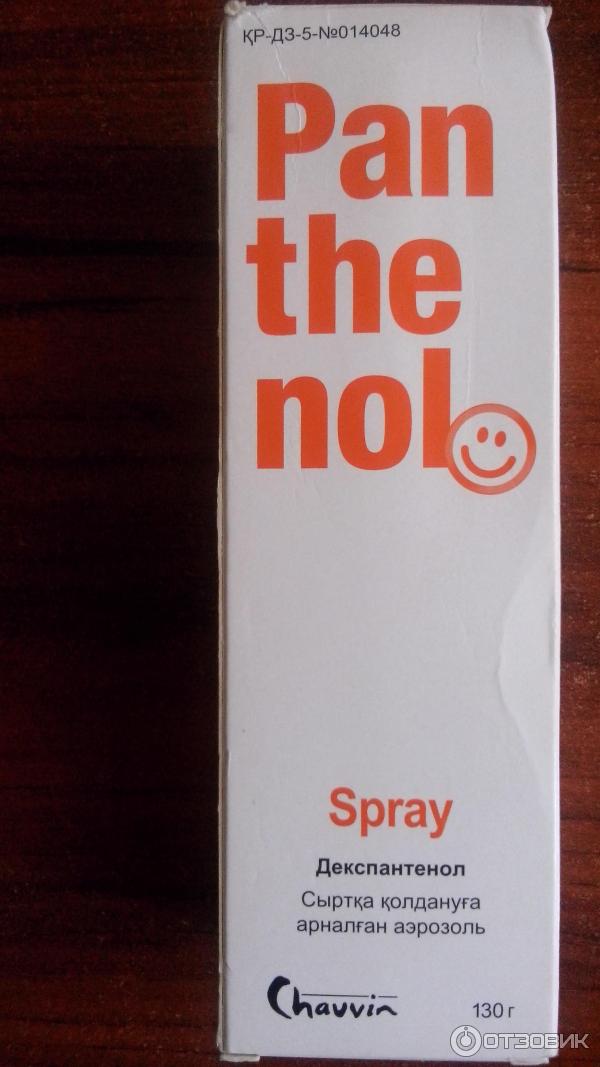 ҚР-ДЗ-5-№014048
Pan
the
nol
Spray
Декспантенол
Сыртқа қолдануға
арналған аэрозоль
Chauvin
130 г
ОТЗОВИК